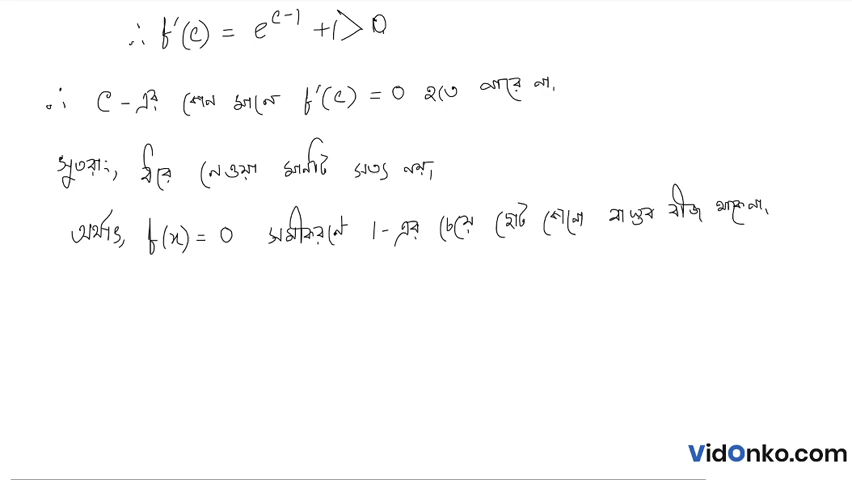 ∴ f'(c) = e^{c-1} + 1 > 0
∴ c - এর কোন মানে f'(c) = 0 হতে পারে না।
সুতরাং, ধরে নেওয়া মানটি সত্য নয়।
অর্থাৎ, f(x) = 0 সমীকরণে 1 - এর চেয়ে ছোট কোনো বাস্তব বীজ থাকেনা।
VidOnko.com